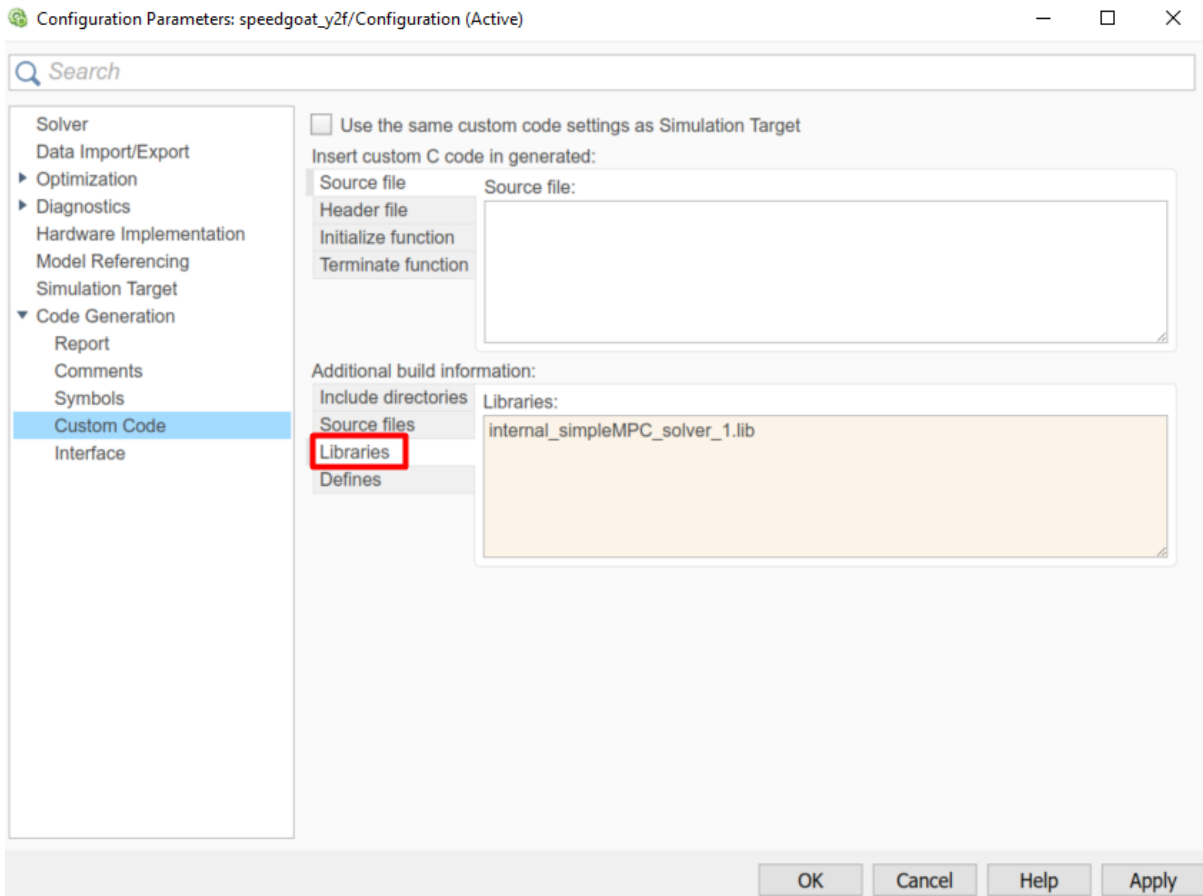 Configuration Parameters: speedgoat_y2f/Configuration (Active)
Search
Solver
Data Import/Export
Optimization
Diagnostics
Hardware Implementation
Model Referencing
Simulation Target
Code Generation
Report
Comments
Symbols
Custom Code
Interface
Use the same custom code settings as Simulation Target
Insert custom C code in generated:
Source file
Header file
Initialize function
Terminate function
Source file:
Additional build information:
Include directories
Source files
Libraries
Defines
Libraries:
internal_simpleMPC_solver_1.lib
OK Cancel Help Apply